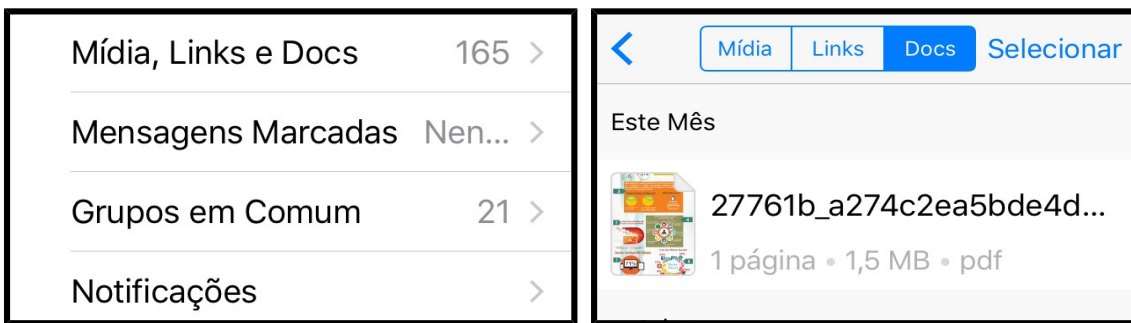 Mídia, Links e Docs 165
Mensagens Marcadas Nen...
Grupos em Comum 21
Notificações
Mídia Links Docs Selecionar
Este Mês
27761b_a274c2ea5bde4d...
1 página • 1,5 MB • pdf